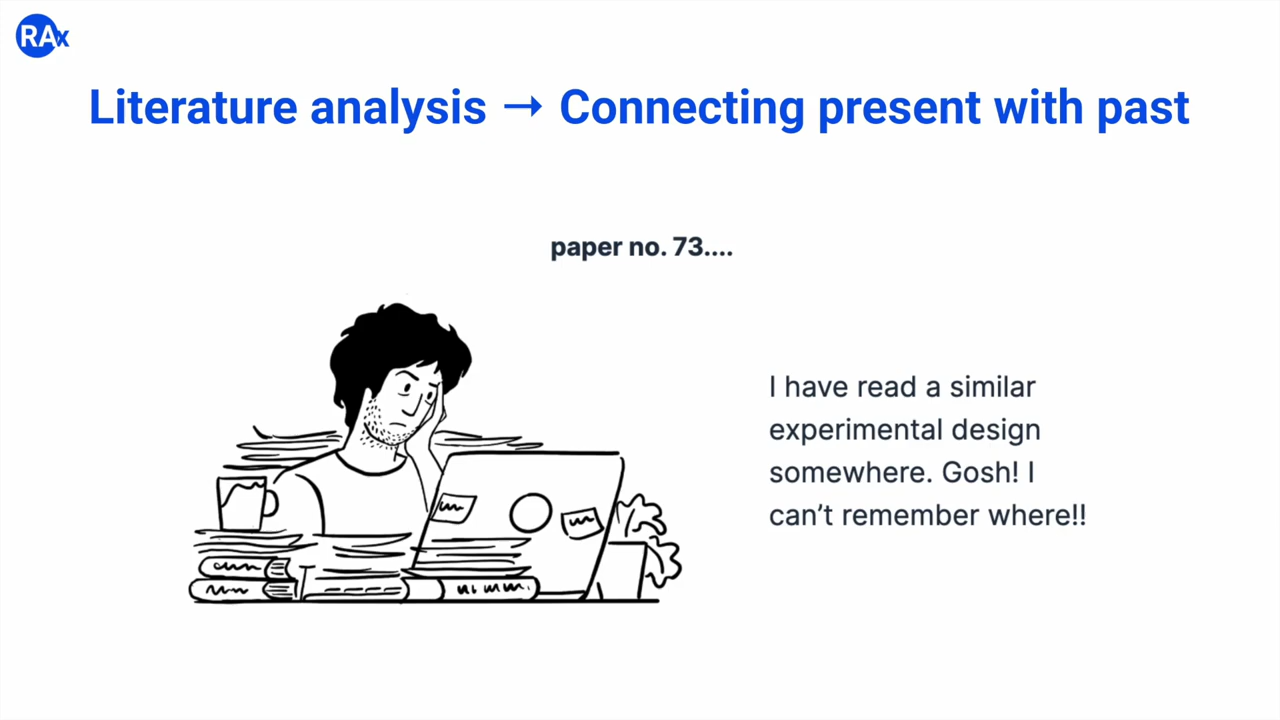 RAx
Literature analysis → Connecting present with past
paper no. 73....
I have read a similar
experimental design
somewhere. Gosh! I
can’t remember where!!